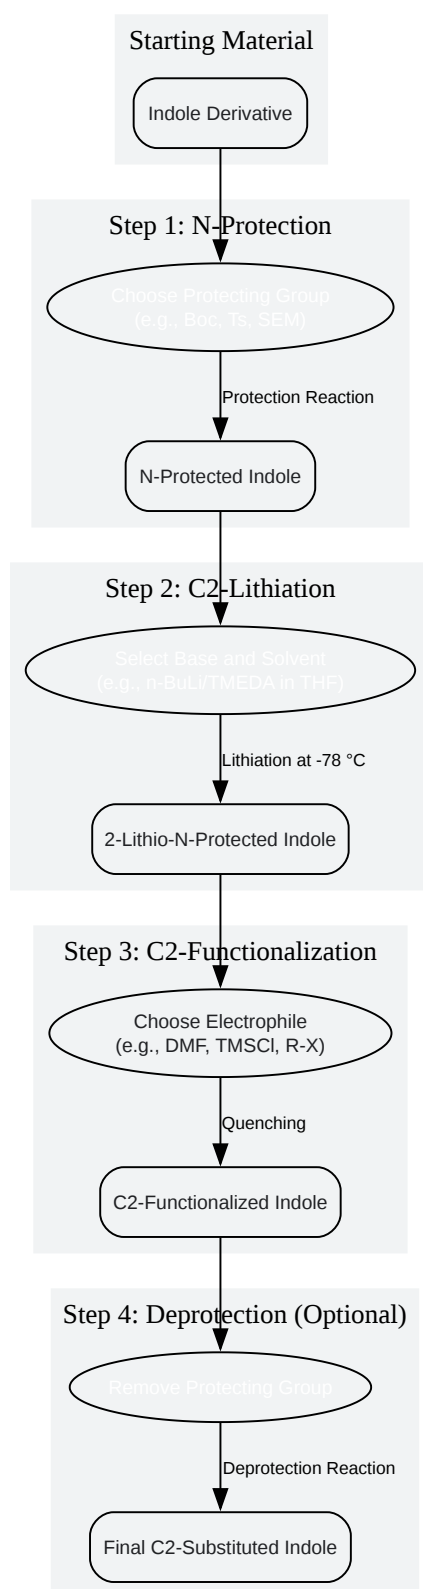 Starting Material
Indole Derivative
Step 1: N-Protection
Choose Protecting Group
(e.g., Boc, Ts, SEM)
Protection Reaction
N-Protected Indole
Step 2: C2-Lithiation
Select Base and Solvent
(e.g., n-BuLi/TMEDA in THF)
Lithiation at -78 °C
2-Lithio-N-Protected Indole
Step 3: C2-Functionalization
Choose Electrophile
(e.g., DMF, TMSCl, R-X)
Quenching
C2-Functionalized Indole
Step 4: Deprotection (Optional)
Remove Protecting Group
Deprotection Reaction
Final C2-Substituted Indole